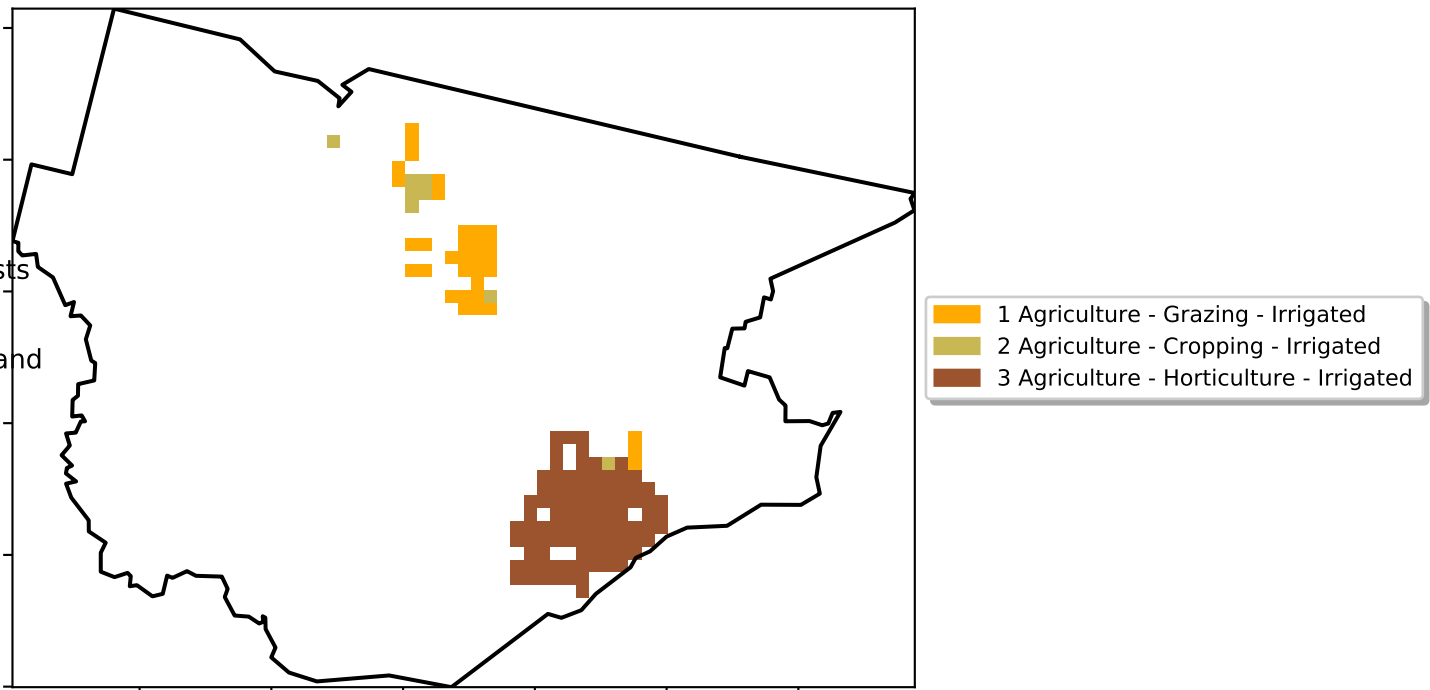 sts
and
1 Agriculture - Grazing - Irrigated
2 Agriculture - Cropping - Irrigated
3 Agriculture - Horticulture - Irrigated